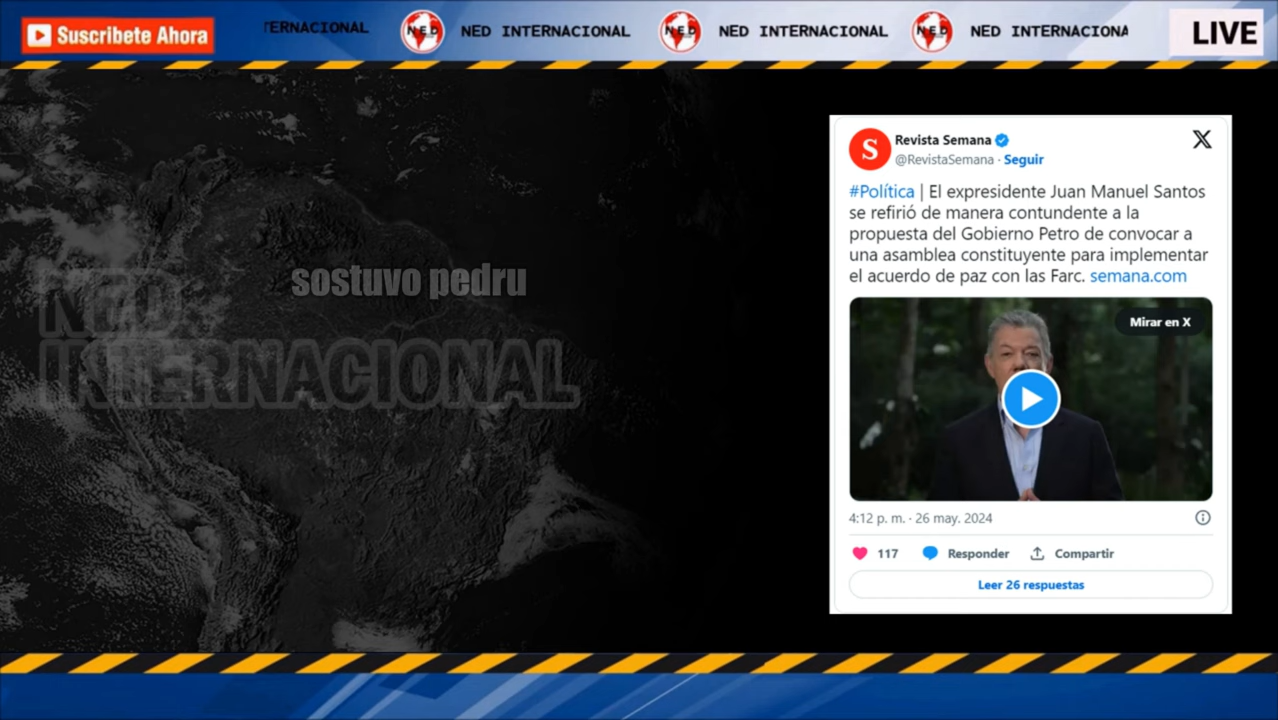 Suscribete Ahora
TERNACIONAL
NED
NED INTERNACIONAL
NED
NED INTERNACIONAL
NED
NED INTERNACIONA
LIVE
sostuvo pedru
NED
INTERNACIONAL
S
Revista Semana
@RevistaSemana · Seguir
X
#Política | El expresidente Juan Manuel Santos
se refirió de manera contundente a la
propuesta del Gobierno Petro de convocar a
una asamblea constituyente para implementar
el acuerdo de paz con las Farc. semana.com
Mirar en X
4:12 p. m. · 26 may. 2024
117 Responder Compartir
Leer 26 respuestas